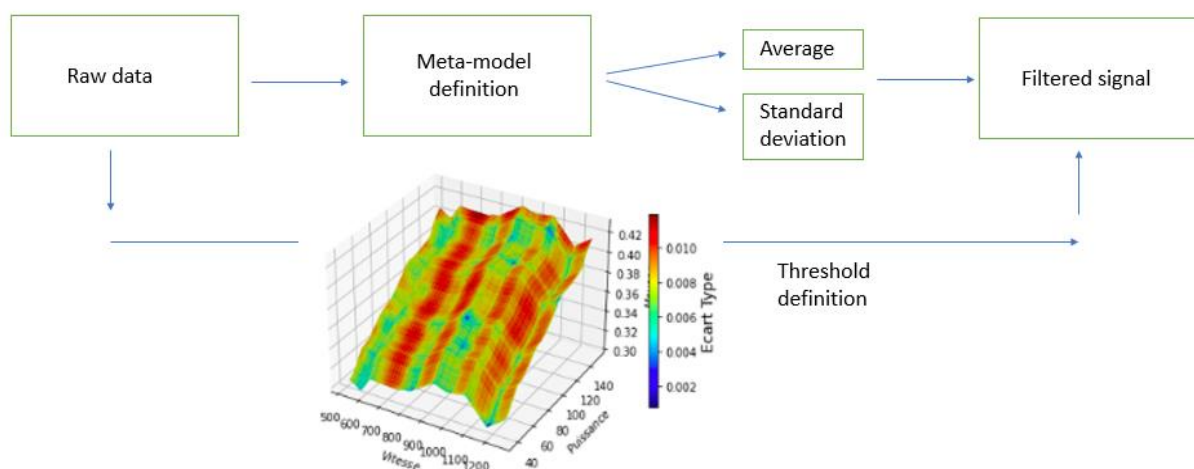 Raw data
Meta-model
definition
Average
Standard
deviation
Filtered signal
Threshold
definition
0.42
0.40
0.38
0.36
0.34
0.32
0.30
0.010
0.008
0.006
0.004
0.002
Ecart Type
500
600
700
800
900
1000
1100
1200
Vitesse
40
60
80
100
120
140
Puissance